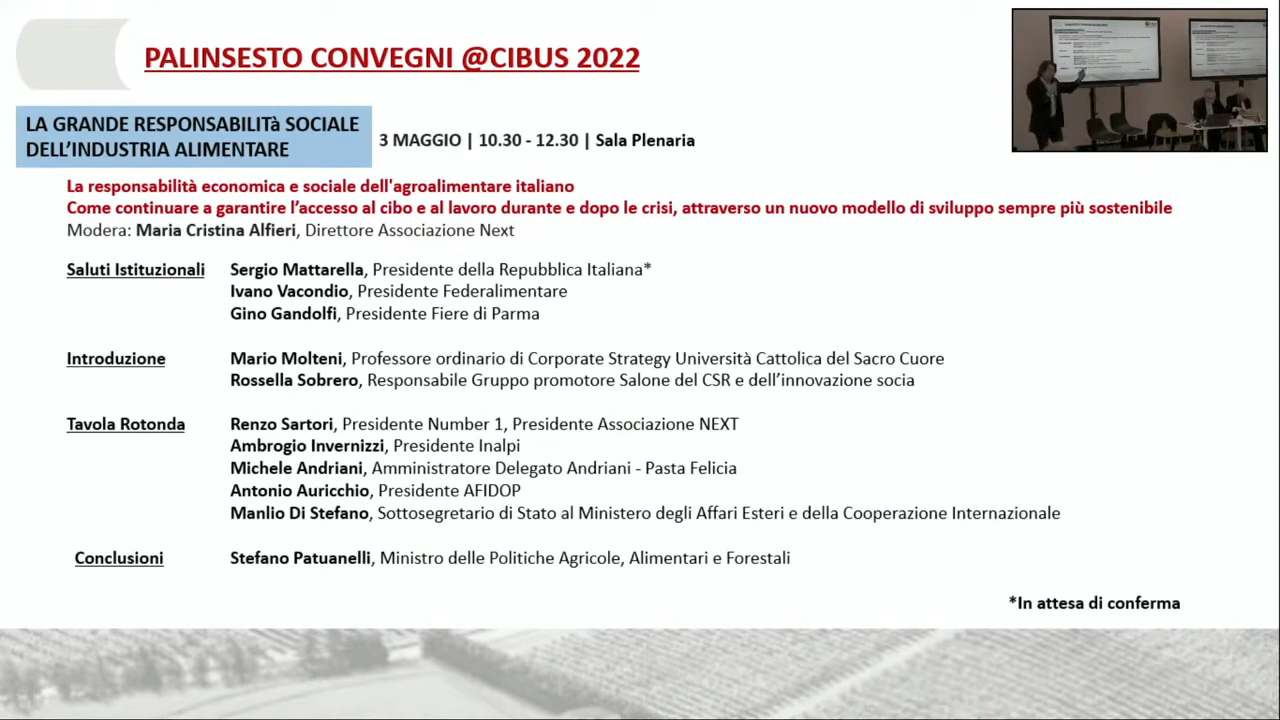 PALINSESTO CONVEGNI @CIBUS 2022
LA GRANDE RESPONSABILITà SOCIALE
DELL'INDUSTRIA ALIMENTARE
3 MAGGIO | 10.30 - 12.30 | Sala Plenaria
La responsabilità economica e sociale dell'agroalimentare italiano
Come continuare a garantire l'accesso al cibo e al lavoro durante e dopo le crisi, attraverso un nuovo modello di sviluppo sempre più sostenibile
Modera: Maria Cristina Alfieri, Direttore Associazione Next
Saluti Istituzionali Sergio Mattarella, Presidente della Repubblica Italiana*
Ivano Vacondio, Presidente Federalimentare
Gino Gandolfi, Presidente Fiere di Parma
Introduzione Mario Molteni, Professore ordinario di Corporate Strategy Università Cattolica del Sacro Cuore
Rossella Sobrero, Responsabile Gruppo promotore Salone del CSR e dell'innovazione socia
Tavola Rotonda Renzo Sartori, Presidente Number 1, Presidente Associazione NEXT
Ambrogio Invernizzi, Presidente Inalpi
Michele Andriani, Amministratore Delegato Andriani - Pasta Felicia
Antonio Auricchio, Presidente AFIDOP
Manlio Di Stefano, Sottosegretario di Stato al Ministero degli Affari Esteri e della Cooperazione Internazionale
Conclusioni Stefano Patuanelli, Ministro delle Politiche Agricole, Alimentari e Forestali
*In attesa di conferma